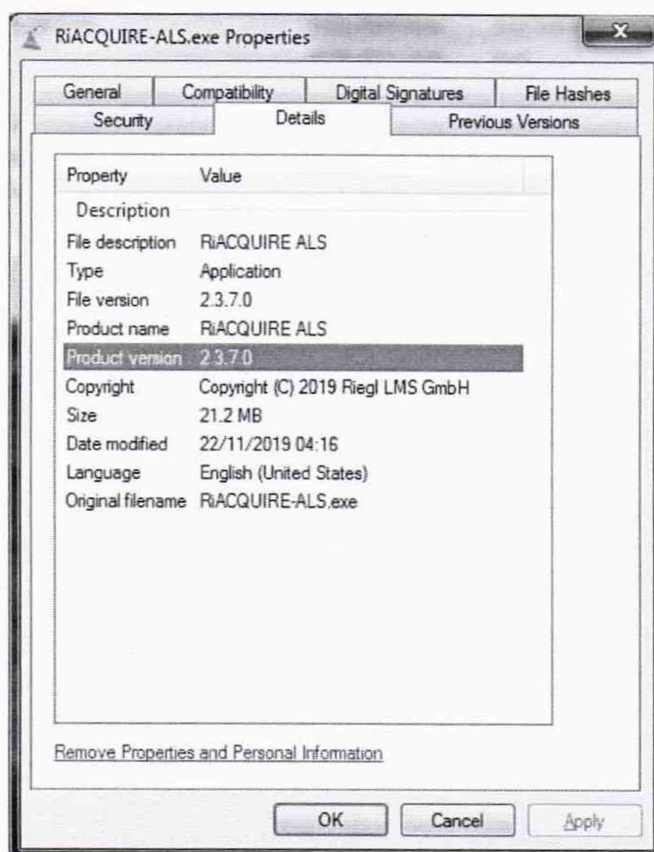 RiACQUIRE-ALS.exe Properties
General Compatibility Digital Signatures File Hashes
Security Details Previous Versions
Property Value
Description
File description RiACQUIRE ALS
Type Application
File version 2.3.7.0
Product name RiACQUIRE ALS
Product version 2.3.7.0
Copyright Copyright (C) 2019 Riegl LMS GmbH
Size 21.2 MB
Date modified 22/11/2019 04:16
Language English (United States)
Original filename RiACQUIRE-ALS.exe
Remove Properties and Personal Information
OK Cancel Apply